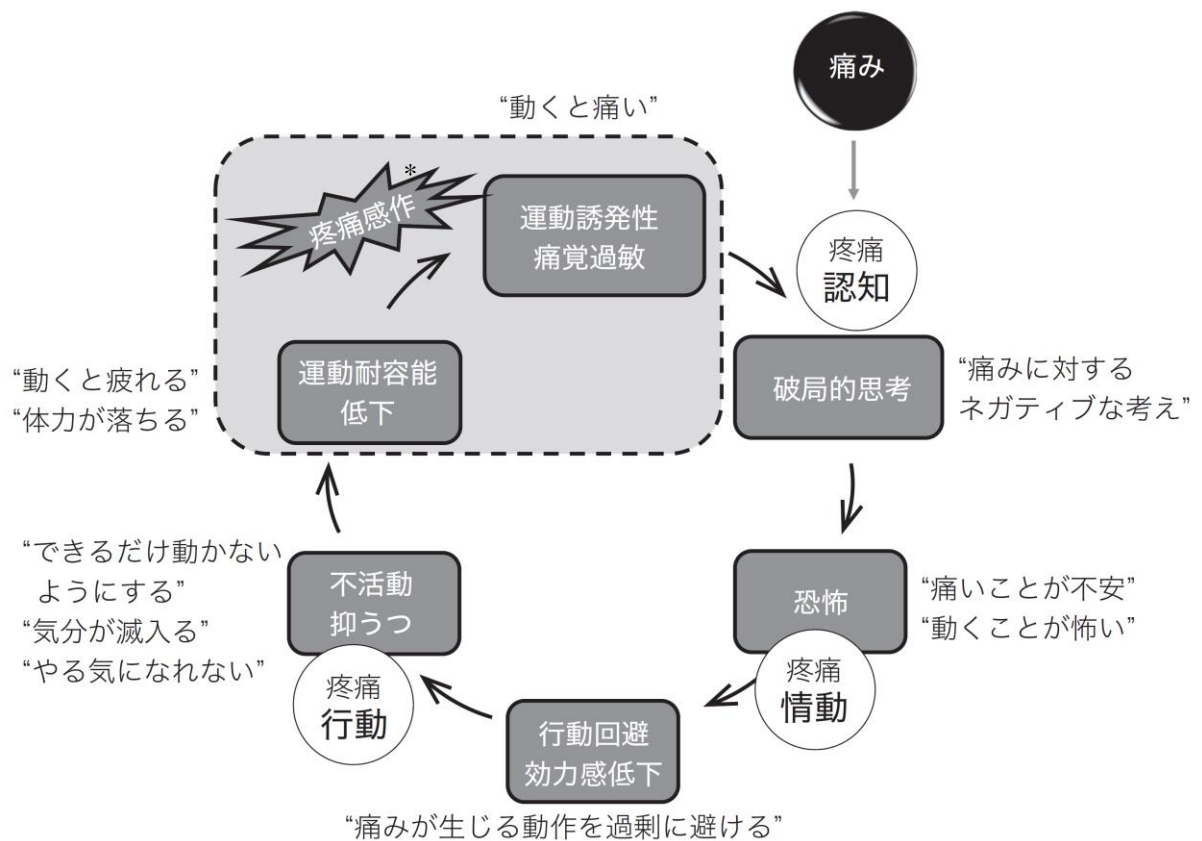 痛み
“動くと痛い”
*
疼痛感作
運動誘発性
痛覚過敏
疼痛
認知
運動耐容能
低下
“動くと疲れる”
“体力が落ちる”
破局的思考
“痛みに対する
ネガティブな考え”
“できるだけ動かない
ようにする”
“気分が滅入る”
“やる気になれない”
不活動
抑うつ
疼痛
行動
恐怖
“痛いことが不安”
“動くことが怖い”
疼痛
情動
行動回避
効力感低下
“痛みが生じる動作を過剰に避ける”